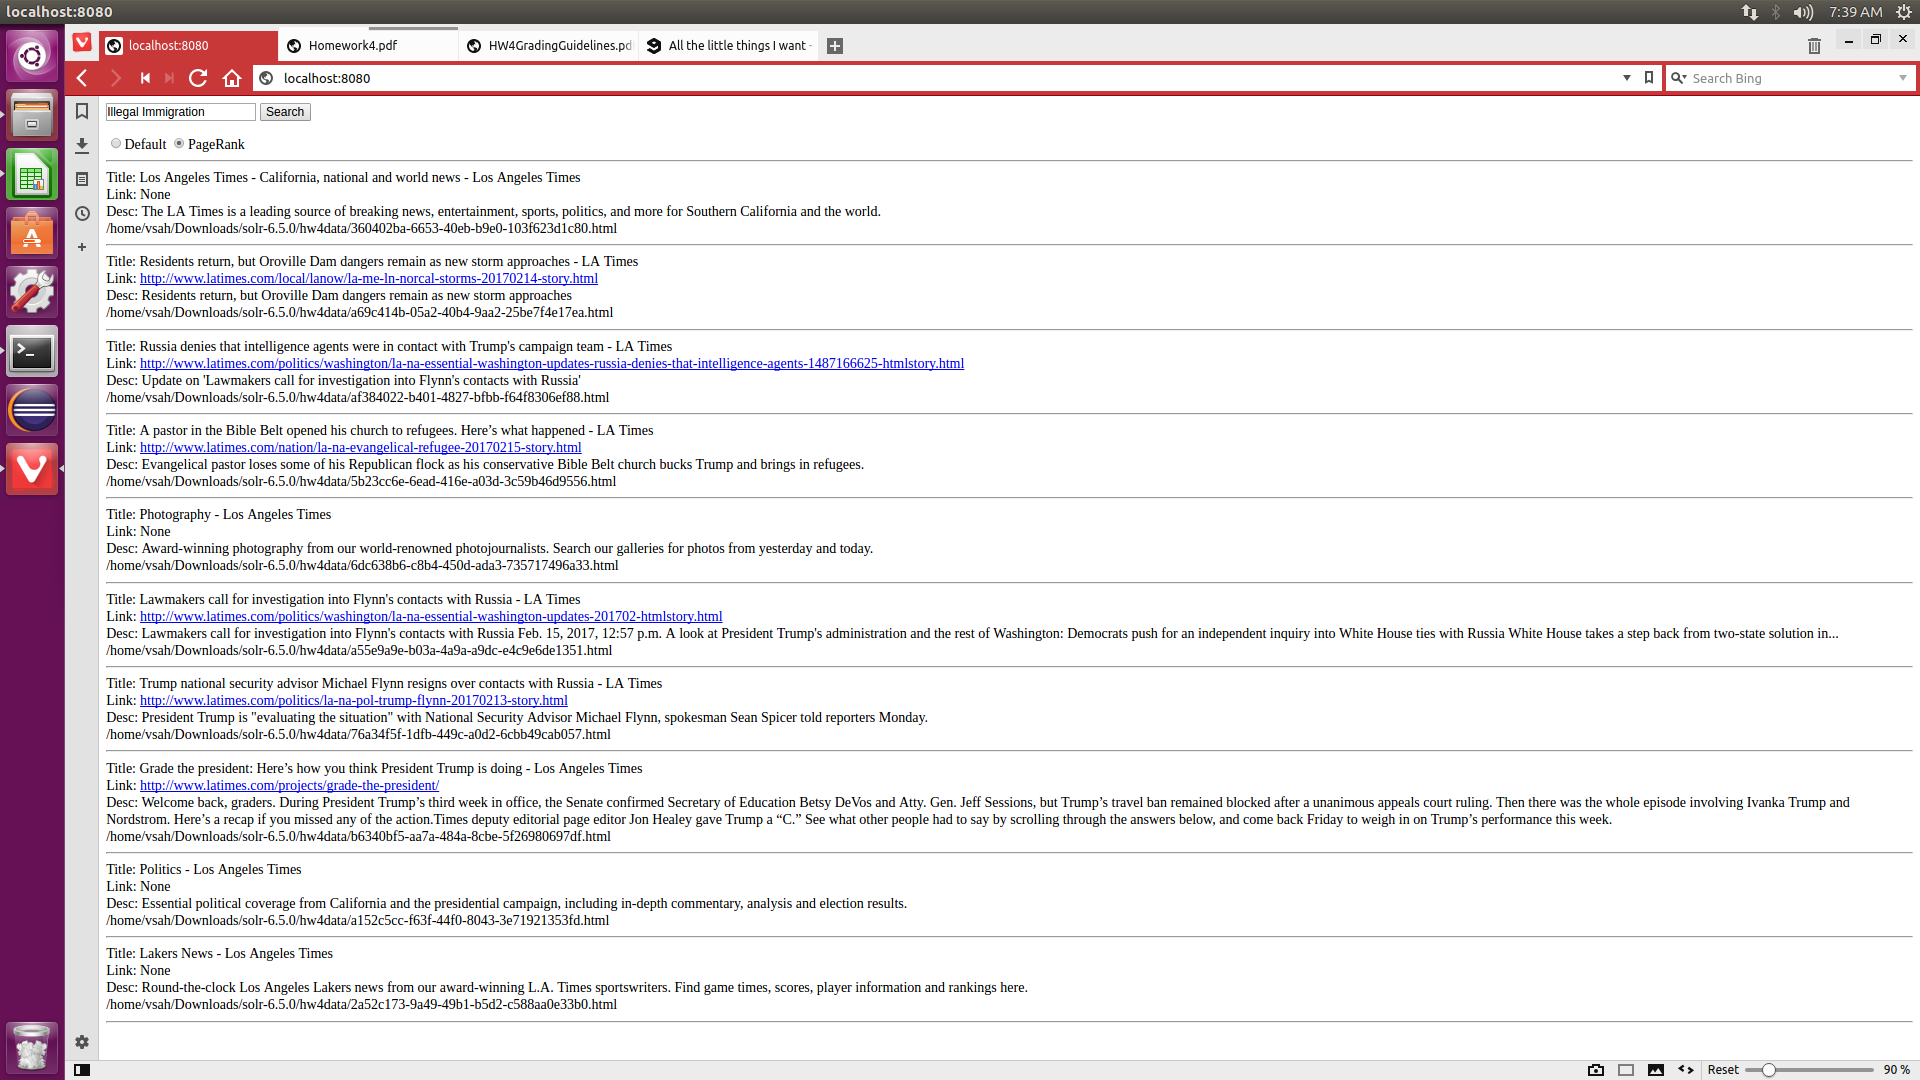 localhost:8080
7:39 AM
localhost:8080
Homework4.pdf
HW4GradingGuidelines.pd
All the little things I want
localhost:8080
Search Bing
Illegal Immigration Search
Default PageRank
Title: Los Angeles Times - California, national and world news - Los Angeles Times
Link: None
Desc: The LA Times is a leading source of breaking news, entertainment, sports, politics, and more for Southern California and the world.
/home/vsah/Downloads/solr-6.5.0/hw4data/360402ba-6653-40eb-b9e0-103f623d1c80.html
Title: Residents return, but Oroville Dam dangers remain as new storm approaches - LA Times
Link: http://www.latimes.com/local/lanow/la-me-ln-norcal-storms-20170214-story.html
Desc: Residents return, but Oroville Dam dangers remain as new storm approaches
/home/vsah/Downloads/solr-6.5.0/hw4data/a69c414b-05a2-40b4-9aa2-25be7f4e17ea.html
Title: Russia denies that intelligence agents were in contact with Trump's campaign team - LA Times
Link: http://www.latimes.com/politics/washington/la-na-essential-washington-updates-russia-denies-that-intelligence-agents-1487166625-htmlstory.html
Desc: Update on 'Lawmakers call for investigation into Flynn's contacts with Russia'
/home/vsah/Downloads/solr-6.5.0/hw4data/af384022-b401-4827-bfbb-f64f8306ef88.html
Title: A pastor in the Bible Belt opened his church to refugees. Here’s what happened - LA Times
Link: http://www.latimes.com/nation/la-na-evangelical-refugee-20170215-story.html
Desc: Evangelical pastor loses some of his Republican flock as his conservative Bible Belt church bucks Trump and brings in refugees.
/home/vsah/Downloads/solr-6.5.0/hw4data/5b23cc6e-6ead-416e-a03d-3c59b46d9556.html
Title: Photography - Los Angeles Times
Link: None
Desc: Award-winning photography from our world-renowned photojournalists. Search our galleries for photos from yesterday and today.
/home/vsah/Downloads/solr-6.5.0/hw4data/6dc638b6-c8b4-450d-ada3-735717496a33.html
Title: Lawmakers call for investigation into Flynn's contacts with Russia - LA Times
Link: http://www.latimes.com/politics/washington/la-na-essential-washington-updates-201702-htmlstory.html
Desc: Lawmakers call for investigation into Flynn's contacts with Russia Feb. 15, 2017, 12:57 p.m. A look at President Trump's administration and the rest of Washington: Democrats push for an independent inquiry into White House ties with Russia White House takes a step back from two-state solution in...
/home/vsah/Downloads/solr-6.5.0/hw4data/a55e9a9e-b03a-4a9a-a9dc-e4c9e6de1351.html
Title: Trump national security advisor Michael Flynn resigns over contacts with Russia - LA Times
Link: http://www.latimes.com/politics/la-na-pol-trump-flynn-20170213-story.html
Desc: President Trump is "evaluating the situation" with National Security Advisor Michael Flynn, spokesman Sean Spicer told reporters Monday.
/home/vsah/Downloads/solr-6.5.0/hw4data/76a34f5f-1dfb-449c-a0d2-6cbb49cab057.html
Title: Grade the president: Here’s how you think President Trump is doing - Los Angeles Times
Link: http://www.latimes.com/projects/grade-the-president/
Desc: Welcome back, graders. During President Trump’s third week in office, the Senate confirmed Secretary of Education Betsy DeVos and Atty. Gen. Jeff Sessions, but Trump’s travel ban remained blocked after a unanimous appeals court ruling. Then there was the whole episode involving Ivanka Trump and
Nordstrom. Here’s a recap if you missed any of the action.Times deputy editorial page editor Jon Healey gave Trump a “C.” See what other people had to say by scrolling through the answers below, and come back Friday to weigh in on Trump’s performance this week.
/home/vsah/Downloads/solr-6.5.0/hw4data/b6340bf5-aa7a-484a-8cbe-5f26980697df.html
Title: Politics - Los Angeles Times
Link: None
Desc: Essential political coverage from California and the presidential campaign, including in-depth commentary, analysis and election results.
/home/vsah/Downloads/solr-6.5.0/hw4data/a152c5cc-f63f-44f0-8043-3e71921353fd.html
Title: Lakers News - Los Angeles Times
Link: None
Desc: Round-the-clock Los Angeles Lakers news from our award-winning L.A. Times sportswriters. Find game times, scores, player information and rankings here.
/home/vsah/Downloads/solr-6.5.0/hw4data/2a52c173-9a49-49b1-b5d2-c588aa0e33b0.html
Reset 90 %